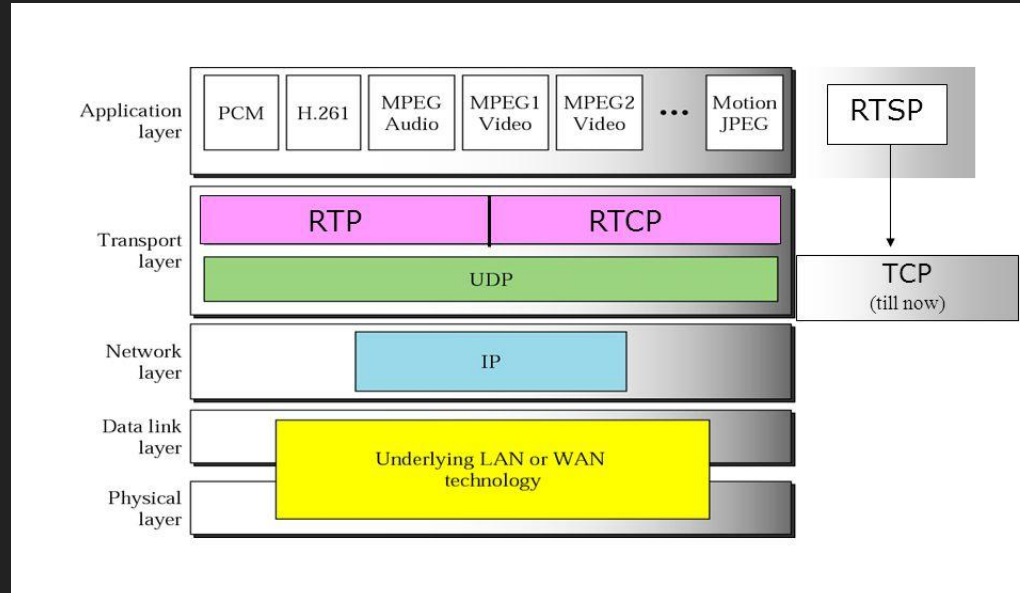 Application
layer
PCM
H.261
MPEG
Audio
MPEG1
Video
MPEG2
Video
...
Motion
JPEG
RTSP
Transport
layer
RTP
RTCP
UDP
TCP
(till now)
Network
layer
IP
Data link
layer
Underlying LAN or WAN
technology
Physical
layer